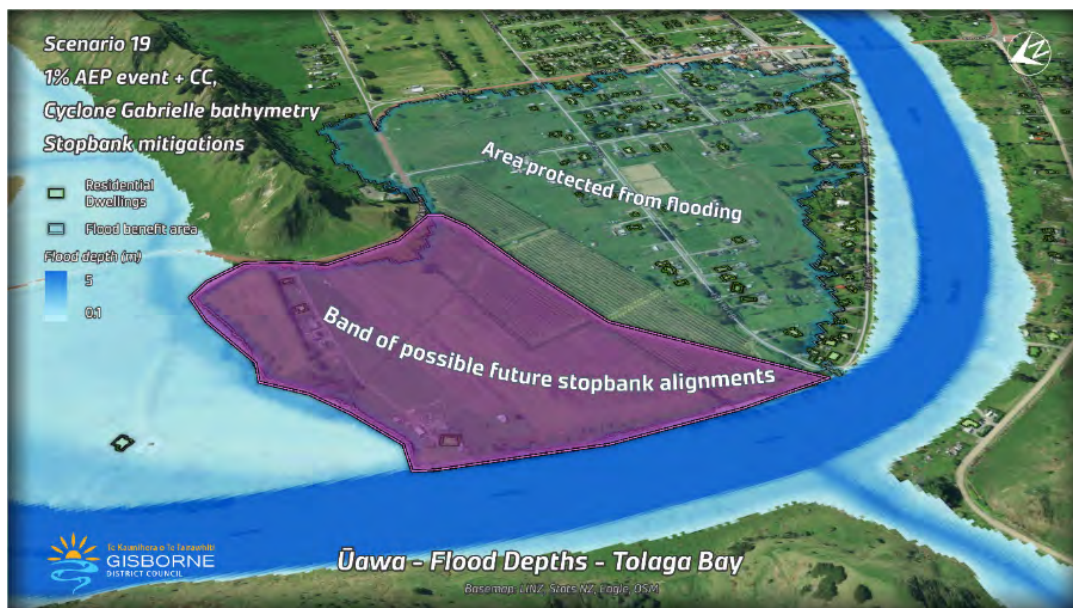 Scenario 19
1% AEP event + CC,
Cyclone Gabrielle bathymetry
Stopbank mitigations
Residential
Dwellings
Flood benefit area
Flood depth (m)
5
0.1
N
Area protected from flooding
Band of possible future stopbank alignments
Te Kaunihera o Te Tairāwhiti
GISBORNE
DISTRICT COUNCIL
Ūawa - Flood Depths - Tolaga Bay
Basemap: LINZ, Stats NZ, Eagle, OSM